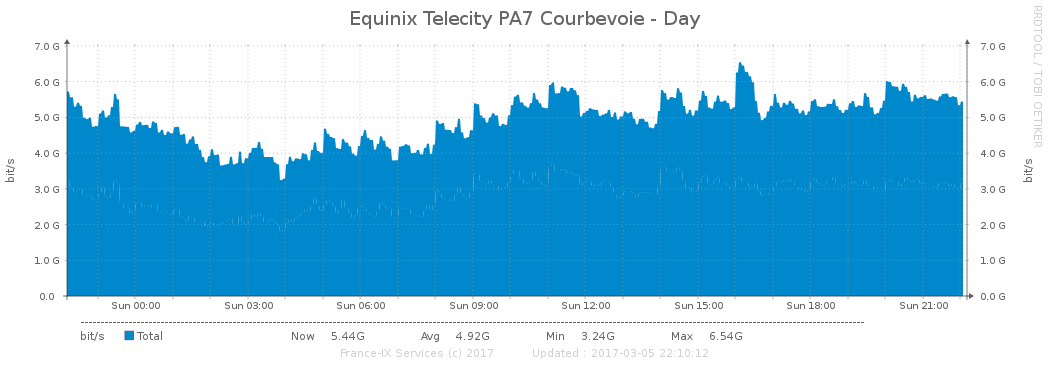 Equinix Telecity PA7 Courbevoie - Day
RRDTOOL / TOBI OETIKER
7.0 G 7.0 G
6.0 G 6.0 G
5.0 G 5.0 G
4.0 G 4.0 G
3.0 G 3.0 G
2.0 G 2.0 G
1.0 G 1.0 G
0.0 0.0 G
bit/s bit/s
Sun 00:00 Sun 03:00 Sun 06:00 Sun 09:00 Sun 12:00 Sun 15:00 Sun 18:00 Sun 21:00
bit/s Total Now 5.44G Avg 4.92G Min 3.24G Max 6.54G
France-IX Services (c) 2017 Updated : 2017-03-05 22:10:12